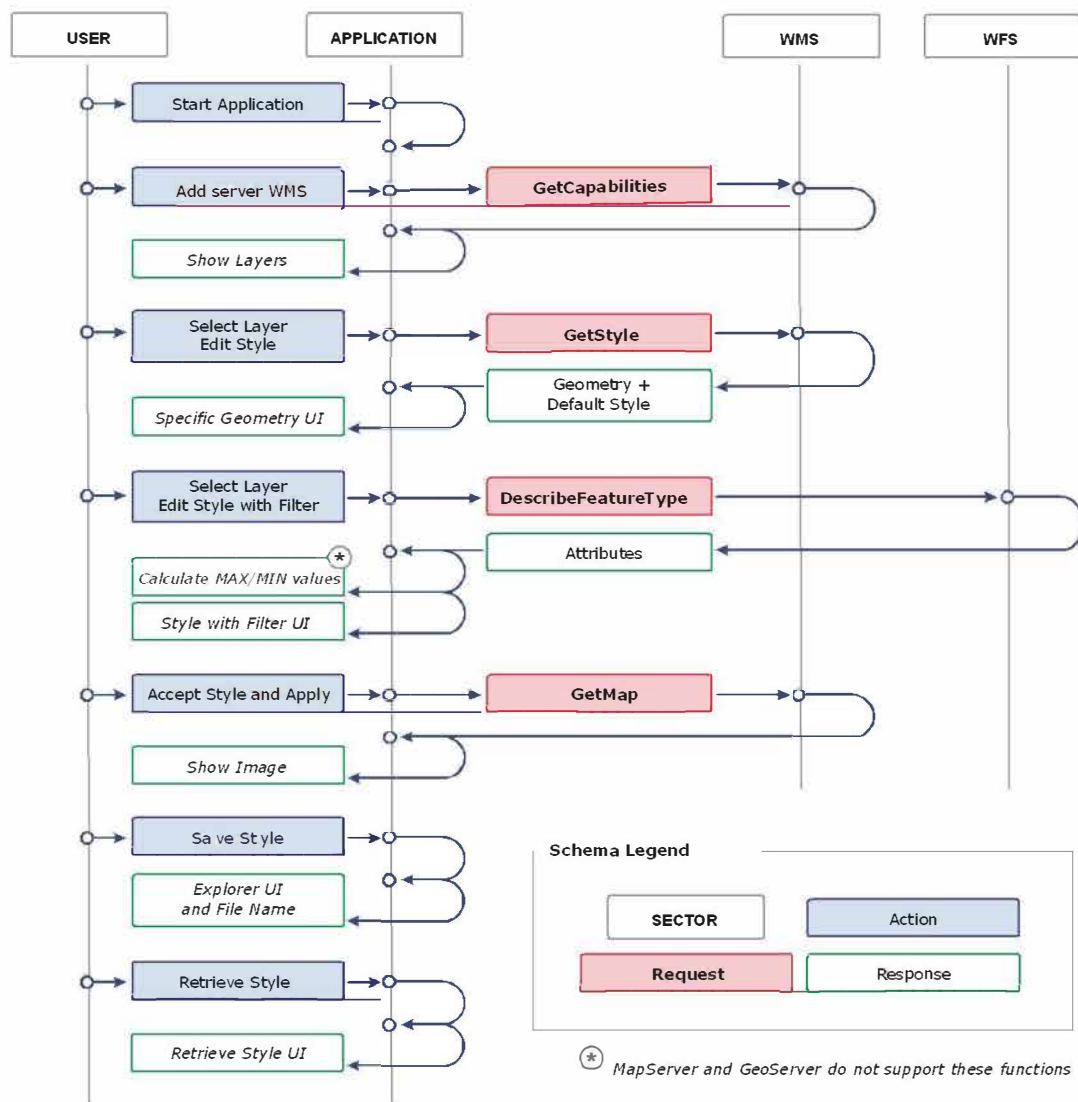 USER
APPLICATION
WMS
WFS
Start Application
Add server WMS
GetCapabilities
Show Layers
Select Layer
Edit Style
GetStyle
Geometry +
Default Style
Specific Geometry UI
Select Layer
Edit Style with Filter
DescribeFeatureType
Attributes
*
Calculate MAX/MIN values
Style with Filter UI
Accept Style and Apply
GetMap
Show Image
Save Style
Explorer UI
and File Name
Retrieve Style
Retrieve Style UI
Schema Legend
SECTOR
Action
Request
Response
* MapServer and GeoServer do not support these functions